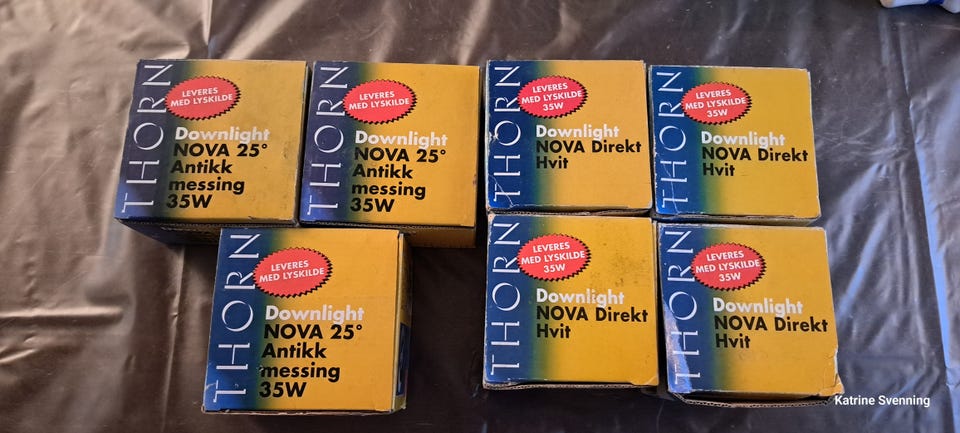 THORN
LEVERES
MED LYSKILDE
Downlight
NOVA 25°
Antikk
messing
35W
THORN
LEVERES
MED LYSKILDE
Downlight
NOVA 25°
Antikk
messing
35W
THORN
LEVERES
MED LYSKILDE
35W
Downlight
NOVA Direkt
Hvit
THORN
LEVERES
MED LYSKILDE
35W
Downlight
NOVA Direkt
Hvit
THORN
LEVERES
MED LYSKILDE
Downlight
NOVA 25°
Antikk
messing
35W
THORN
LEVERES
MED LYSKILDE
35W
Downlight
NOVA Direkt
Hvit
THORN
LEVERES
MED LYSKILDE
35W
Downlight
NOVA Direkt
Hvit
Katrine Svenning